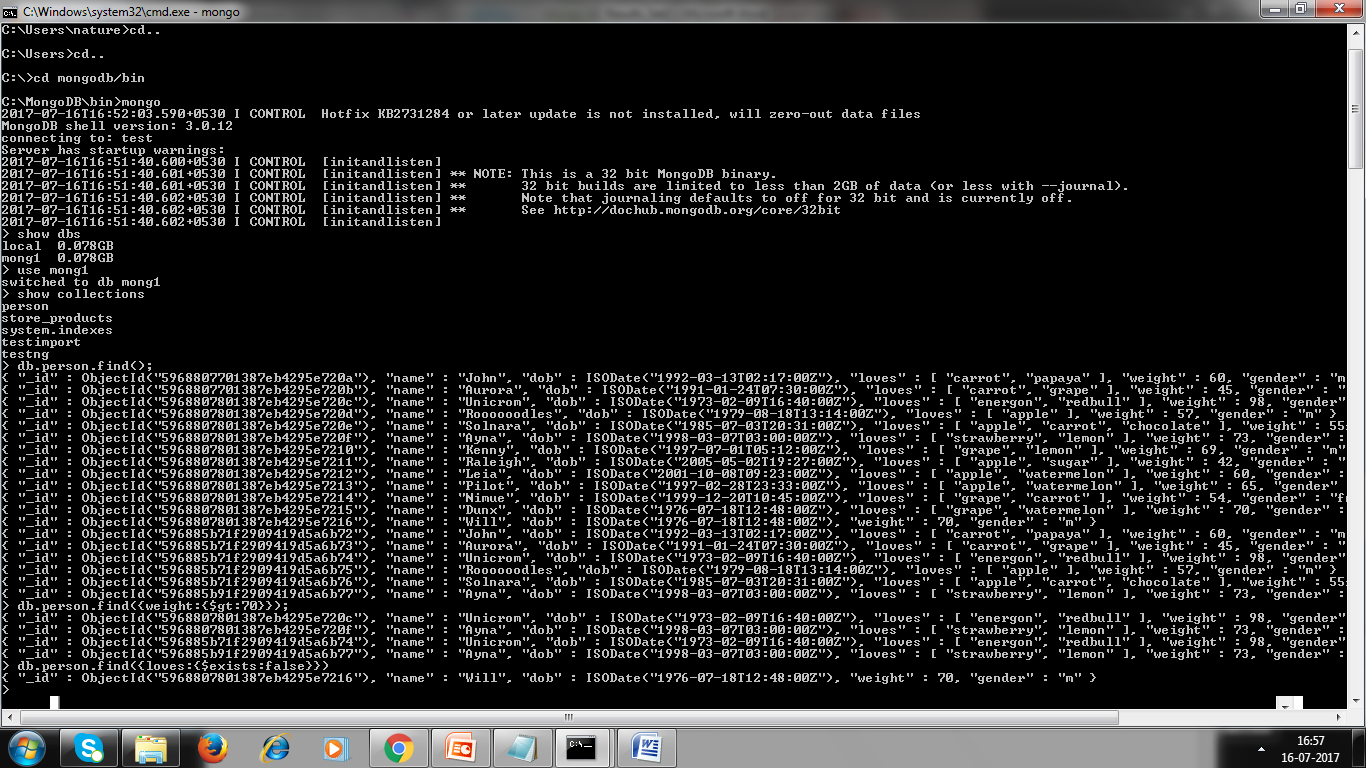 C:\Windows\system32\cmd.exe - mongo
C:\Users\nature>cd..
C:\Users>cd..
C:\>cd mongodb/bin
C:\MongoDB\bin>mongo
2017-07-16T16:52:03.590+0530 I CONTROL  Hotfix KB2731284 or later update is not installed, will zero-out data files
MongoDB shell version: 3.0.12
connecting to: test
Server has startup warnings:
2017-07-16T16:51:40.600+0530 I CONTROL  [initandlisten]
2017-07-16T16:51:40.601+0530 I CONTROL  [initandlisten] ** NOTE: This is a 32 bit MongoDB binary.
2017-07-16T16:51:40.601+0530 I CONTROL  [initandlisten] **       32 bit builds are limited to less than 2GB of data (or less with --journal).
2017-07-16T16:51:40.602+0530 I CONTROL  [initandlisten] **       Note that journaling defaults to off for 32 bit and is currently off.
2017-07-16T16:51:40.602+0530 I CONTROL  [initandlisten] **       See http://dochub.mongodb.org/core/32bit
2017-07-16T16:51:40.602+0530 I CONTROL  [initandlisten]
> show dbs
local  0.078GB
mong1  0.078GB
> use mong1
switched to db mong1
> show collections
person
store_products
system.indexes
testimport
testng
> db.person.find();
{ "_id" : ObjectId("5968807701387eb4295e720a"), "name" : "John", "dob" : ISODate("1992-03-13T02:17:00Z"), "loves" : [ "carrot", "papaya" ], "weight" : 60, "gender" : "m
{ "_id" : ObjectId("5968807801387eb4295e720b"), "name" : "Aurora", "dob" : ISODate("1991-01-24T07:30:00Z"), "loves" : [ "carrot", "grape" ], "weight" : 45, "gender" : "
{ "_id" : ObjectId("5968807801387eb4295e720c"), "name" : "Unicrom", "dob" : ISODate("1973-02-09T16:40:00Z"), "loves" : [ "energon", "redbull" ], "weight" : 98, "gender"
{ "_id" : ObjectId("5968807801387eb4295e720d"), "name" : "Roooooodles", "dob" : ISODate("1979-08-18T13:14:00Z"), "loves" : [ "apple" ], "weight" : 57, "gender" : "m" }
{ "_id" : ObjectId("5968807801387eb4295e720e"), "name" : "Solnara", "dob" : ISODate("1985-07-03T20:31:00Z"), "loves" : [ "apple", "carrot", "chocolate" ], "weight" : 55
{ "_id" : ObjectId("5968807801387eb4295e720f"), "name" : "Ayna", "dob" : ISODate("1998-03-07T03:00:00Z"), "loves" : [ "strawberry", "lemon" ], "weight" : 73, "gender" :
{ "_id" : ObjectId("5968807801387eb4295e7210"), "name" : "Kenny", "dob" : ISODate("1997-07-01T05:12:00Z"), "loves" : [ "grape", "lemon" ], "weight" : 69, "gender" : "m"
{ "_id" : ObjectId("5968807801387eb4295e7211"), "name" : "Raleigh", "dob" : ISODate("2005-05-02T19:27:00Z"), "loves" : [ "apple", "sugar" ], "weight" : 42, "gender" : "
{ "_id" : ObjectId("5968807801387eb4295e7212"), "name" : "Leia", "dob" : ISODate("2001-10-08T09:23:00Z"), "loves" : [ "apple", "watermelon" ], "weight" : 60, "gender" :
{ "_id" : ObjectId("5968807801387eb4295e7213"), "name" : "Pilot", "dob" : ISODate("1997-02-28T23:33:00Z"), "loves" : [ "apple", "watermelon" ], "weight" : 65, "gender"
{ "_id" : ObjectId("5968807801387eb4295e7214"), "name" : "Nimue", "dob" : ISODate("1999-12-20T10:45:00Z"), "loves" : [ "grape", "carrot" ], "weight" : 54, "gender" : "f
{ "_id" : ObjectId("5968807801387eb4295e7215"), "name" : "Dunx", "dob" : ISODate("1976-07-18T12:48:00Z"), "loves" : [ "grape", "watermelon" ], "weight" : 70, "gender" :
{ "_id" : ObjectId("5968807801387eb4295e7216"), "name" : "Will", "dob" : ISODate("1976-07-18T12:48:00Z"), "weight" : 70, "gender" : "m" }
{ "_id" : ObjectId("596885b71f2909419d5a6b72"), "name" : "John", "dob" : ISODate("1992-03-13T02:17:00Z"), "loves" : [ "carrot", "papaya" ], "weight" : 60, "gender" : "m
{ "_id" : ObjectId("596885b71f2909419d5a6b73"), "name" : "Aurora", "dob" : ISODate("1991-01-24T07:30:00Z"), "loves" : [ "carrot", "grape" ], "weight" : 45, "gender" : "
{ "_id" : ObjectId("596885b71f2909419d5a6b74"), "name" : "Unicrom", "dob" : ISODate("1973-02-09T16:40:00Z"), "loves" : [ "energon", "redbull" ], "weight" : 98, "gender"
{ "_id" : ObjectId("596885b71f2909419d5a6b75"), "name" : "Roooooodles", "dob" : ISODate("1979-08-18T13:14:00Z"), "loves" : [ "apple" ], "weight" : 57, "gender" : "m" }
{ "_id" : ObjectId("596885b71f2909419d5a6b76"), "name" : "Solnara", "dob" : ISODate("1985-07-03T20:31:00Z"), "loves" : [ "apple", "carrot", "chocolate" ], "weight" : 55
{ "_id" : ObjectId("596885b91f2909419d5a6b77"), "name" : "Ayna", "dob" : ISODate("1998-03-07T03:00:00Z"), "loves" : [ "strawberry", "lemon" ], "weight" : 73, "gender" :
> db.person.find({weight:{$gt:70}});
{ "_id" : ObjectId("5968807801387eb4295e720c"), "name" : "Unicrom", "dob" : ISODate("1973-02-09T16:40:00Z"), "loves" : [ "energon", "redbull" ], "weight" : 98, "gender"
{ "_id" : ObjectId("5968807801387eb4295e720f"), "name" : "Ayna", "dob" : ISODate("1998-03-07T03:00:00Z"), "loves" : [ "strawberry", "lemon" ], "weight" : 73, "gender" :
{ "_id" : ObjectId("596885b71f2909419d5a6b74"), "name" : "Unicrom", "dob" : ISODate("1973-02-09T16:40:00Z"), "loves" : [ "energon", "redbull" ], "weight" : 98, "gender"
{ "_id" : ObjectId("596885b91f2909419d5a6b77"), "name" : "Ayna", "dob" : ISODate("1998-03-07T03:00:00Z"), "loves" : [ "strawberry", "lemon" ], "weight" : 73, "gender" :
> db.person.find({loves:{$exists:false}})
{ "_id" : ObjectId("5968807801387eb4295e7216"), "name" : "Will", "dob" : ISODate("1976-07-18T12:48:00Z"), "weight" : 70, "gender" : "m" }
>
16:57
16-07-2017